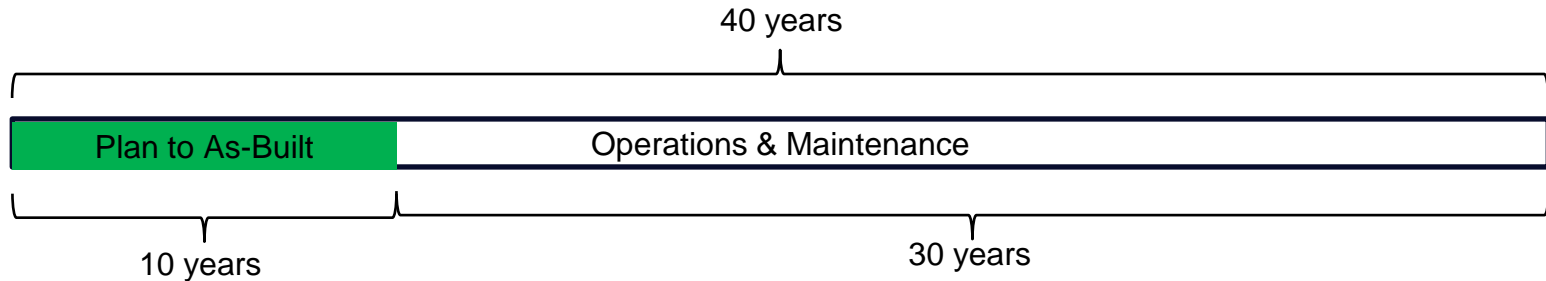 40 years
Plan to As-Built
Operations & Maintenance
10 years
30 years